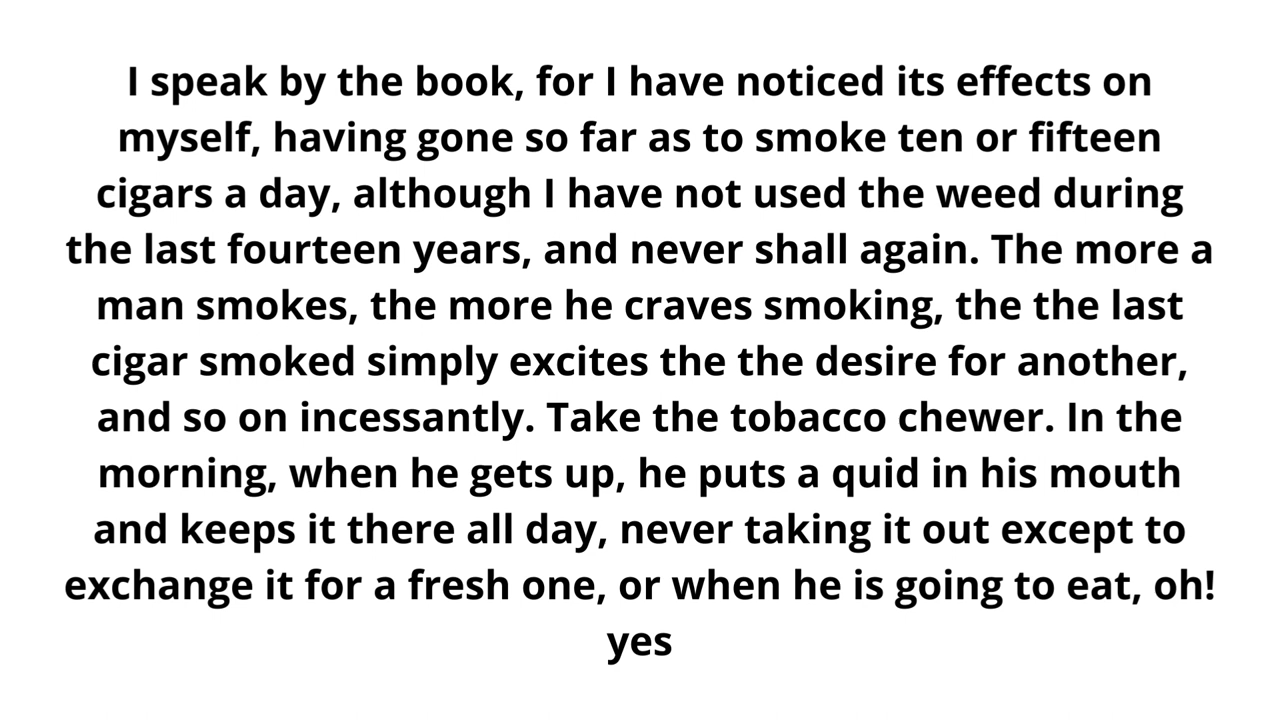 I speak by the book, for I have noticed its effects on
myself, having gone so far as to smoke ten or fifteen
cigars a day, although I have not used the weed during
the last fourteen years, and never shall again. The more a
man smokes, the more he craves smoking, the the last
cigar smoked simply excites the the desire for another,
and so on incessantly. Take the tobacco chewer. In the
morning, when he gets up, he puts a quid in his mouth
and keeps it there all day, never taking it out except to
exchange it for a fresh one, or when he is going to eat, oh!
yes